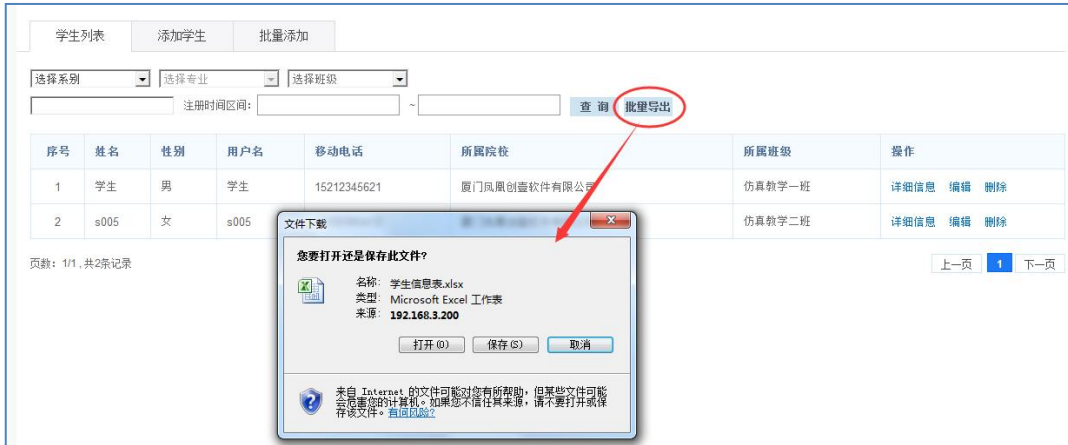 学生列表 添加学生 批量添加
选择系别 选择专业 选择班级
注册时间区间: ~ 查 询 批量导出
序号 姓名 性别 用户名 移动电话 所属院校 所属班级 操作
1 学生 男 学生 15212345621 厦门凤凰创壹软件有限公司 仿真教学一班 详细信息 编辑 删除
2 s005 女 s005 仿真教学二班 详细信息 编辑 删除
页数: 1/1 ,共2条记录 上一页 1 下一页
文件下载
您要打开还是保存此文件?
名称: 学生信息表.xlsx
类型: Microsoft Excel 工作表
来源: 192.168.3.200
打开(O) 保存(S) 取消
来自 Internet 的文件可能对您有所帮助，但某些文件可能
会危害您的计算机。如果您不信任其来源，请不要打开或保
存该文件。有何风险?